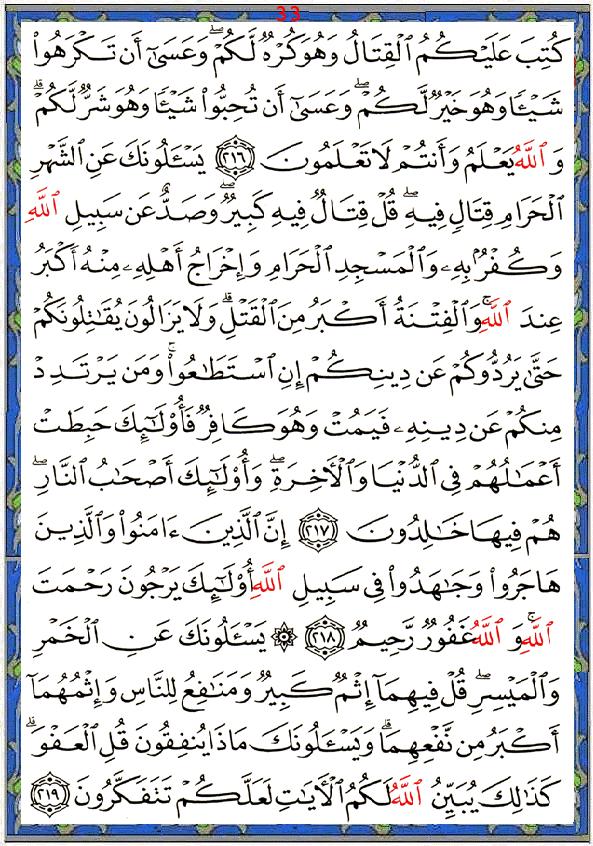 33
كُتِبَ عَلَيْكُمُ ٱلْقِتَالُ وَهُوَ كُرْهٌ لَّكُمْ ۖ وَعَسَىٰٓ أَن تَكْرَهُوا۟
شَيْـًٔا وَهُوَ خَيْرٌ لَّكُمْ ۖ وَعَسَىٰٓ أَن تُحِبُّوا۟ شَيْـًٔا وَهُوَ شَرٌّ لَّكُمْ ۗ
وَٱللَّهُ يَعْلَمُ وَأَنتُمْ لَا تَعْلَمُونَ ﴿٢١٦﴾ يَسْـَٔلُونَكَ عَنِ ٱلشَّهْرِ
ٱلْحَرَامِ قِتَالٍ فِيهِ ۖ قُلْ قِتَالٌ فِيهِ كَبِيرٌ ۖ وَصَدٌّ عَن سَبِيلِ ٱللَّهِ
وَكُفْرٌۢ بِهِۦ وَٱلْمَسْجِدِ ٱلْحَرَامِ وَإِخْرَاجُ أَهْلِهِۦ مِنْهُ أَكْبَرُ
عِندَ ٱللَّهِ ۚ وَٱلْفِتْنَةُ أَكْبَرُ مِنَ ٱلْقَتْلِ ۗ وَلَا يَزَالُونَ يُقَـٰتِلُونَكُمْ
حَتَّىٰ يَرُدُّوكُمْ عَن دِينِكُمْ إِنِ ٱسْتَطَـٰعُوا۟ ۚ وَمَن يَرْتَدِدْ
مِنكُمْ عَن دِينِهِۦ فَيَمُتْ وَهُوَ كَافِرٌ فَأُو۟لَـٰٓئِكَ حَبِطَتْ
أَعْمَـٰلُهُمْ فِى ٱلدُّنْيَا وَٱلْـَٔاخِرَةِ ۖ وَأُو۟لَـٰٓئِكَ أَصْحَـٰبُ ٱلنَّارِ ۖ
هُمْ فِيهَا خَـٰلِدُونَ ﴿٢١٧﴾ إِنَّ ٱلَّذِينَ ءَامَنُوا۟ وَٱلَّذِينَ
هَاجَرُوا۟ وَجَـٰهَدُوا۟ فِى سَبِيلِ ٱللَّهِ أُو۟لَـٰٓئِكَ يَرْجُونَ رَحْمَتَ
ٱللَّهِ ۚ وَٱللَّهُ غَفُورٌ رَّحِيمٌ ﴿٢١٨﴾ ۞ يَسْـَٔلُونَكَ عَنِ ٱلْخَمْرِ
وَٱلْمَيْسِرِ ۖ قُلْ فِيهِمَآ إِثْمٌ كَبِيرٌ وَمَنَـٰفِعُ لِلنَّاسِ وَإِثْمُهُمَآ
أَكْبَرُ مِن نَّفْعِهِمَا ۗ وَيَسْـَٔلُونَكَ مَاذَا يُنفِقُونَ قُلِ ٱلْعَفْوَ ۗ
كَذَٰلِكَ يُبَيِّنُ ٱللَّهُ لَكُمُ ٱلْـَٔايَـٰتِ لَعَلَّكُمْ تَتَفَكَّرُونَ ﴿٢١٩﴾